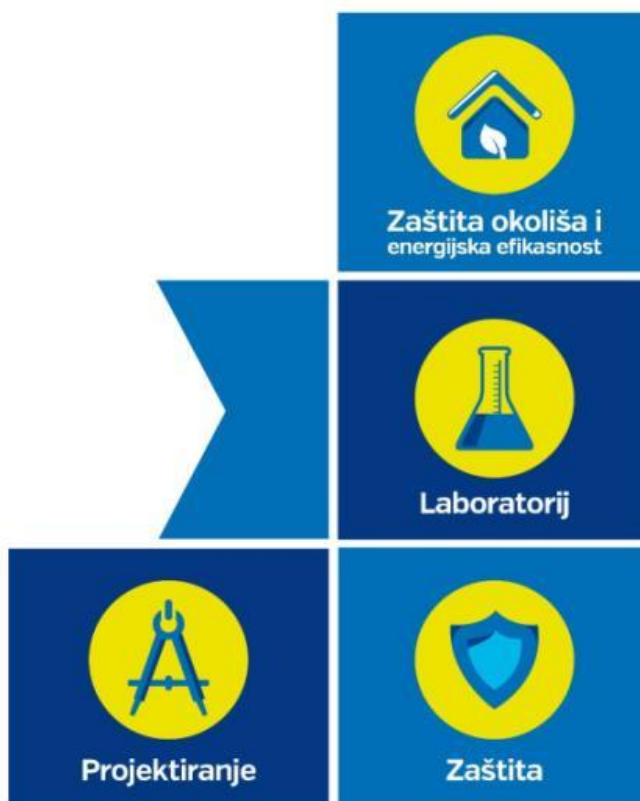 Zaštita okoliša i
energijska efikasnost
Laboratorij
Projektiranje
Zaštita